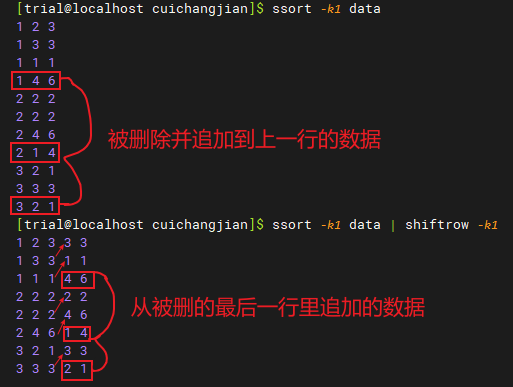 [trial@localhost cuichangjian]$ ssort -k1 data
1 2 3
1 3 3
1 1 1
1 4 6
2 2 2
2 2 2
2 4 6
被删除并追加到上一行的数据
2 1 4
3 2 1
3 3 3
3 2 1
[trial@localhost cuichangjian]$ ssort -k1 data | shiftrow -k1
1 2 3 3 3
1 3 3 1 1
1 1 1 4 6
2 2 2 2 2
2 2 2 4 6
从被删的最后一行里追加的数据
2 4 6 1 4
3 2 1 3 3
3 3 3 2 1